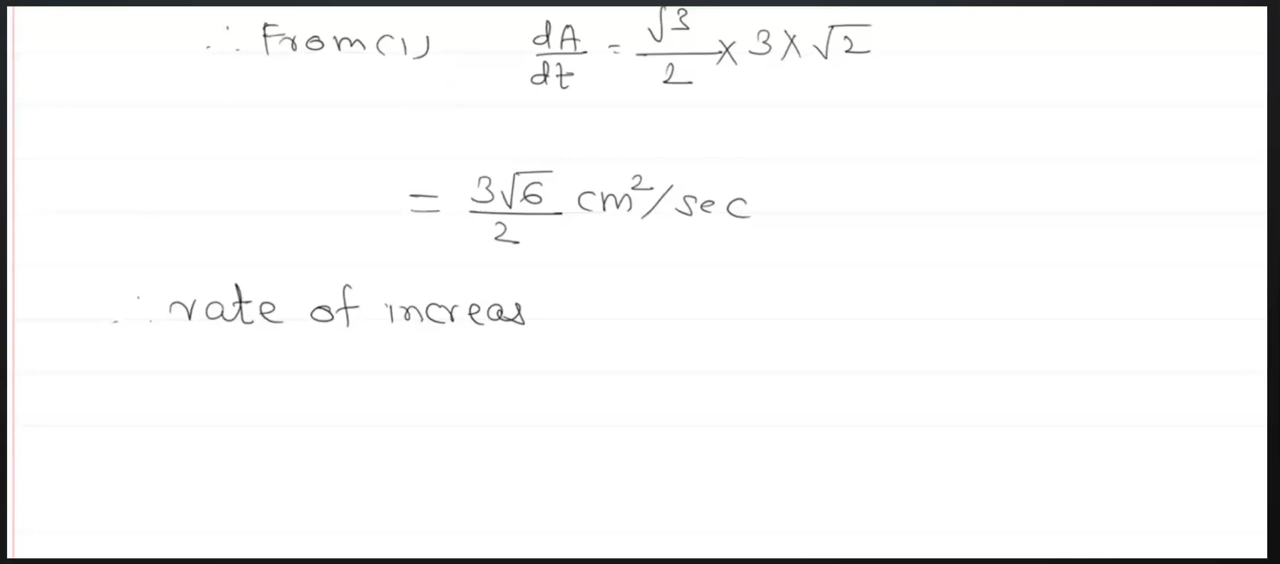 ∴ From (1) dA/dt = √3/2 × 3 × √2
= 3√6/2 cm²/sec
∴ rate of increas